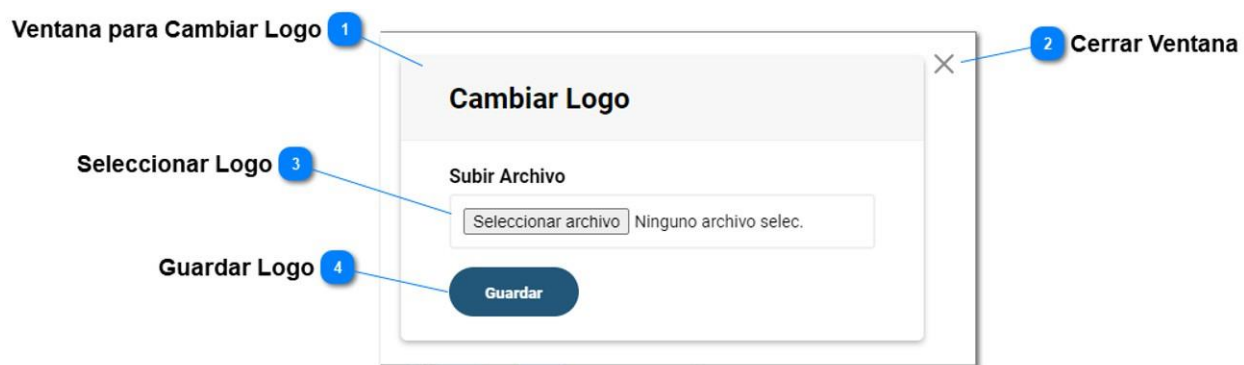 Ventana para Cambiar Logo 1
2 Cerrar Ventana
Cambiar Logo
Seleccionar Logo 3
Subir Archivo
Seleccionar archivo Ninguno archivo selec.
Guardar Logo 4
Guardar